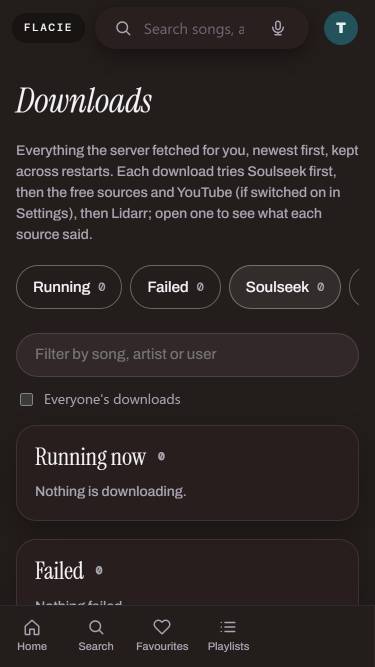 FLACIE
Search songs, a
T
Downloads
Everything the server fetched for you, newest first, kept
across restarts. Each download tries Soulseek first,
then the free sources and YouTube (if switched on in
Settings), then Lidarr; open one to see what each
source said.
Running 0
Failed 0
Soulseek 0
Filter by song, artist or user
Everyone's downloads
Running now 0
Nothing is downloading.
Failed 0
Nothing failed.
Home
Search
Favourites
Playlists